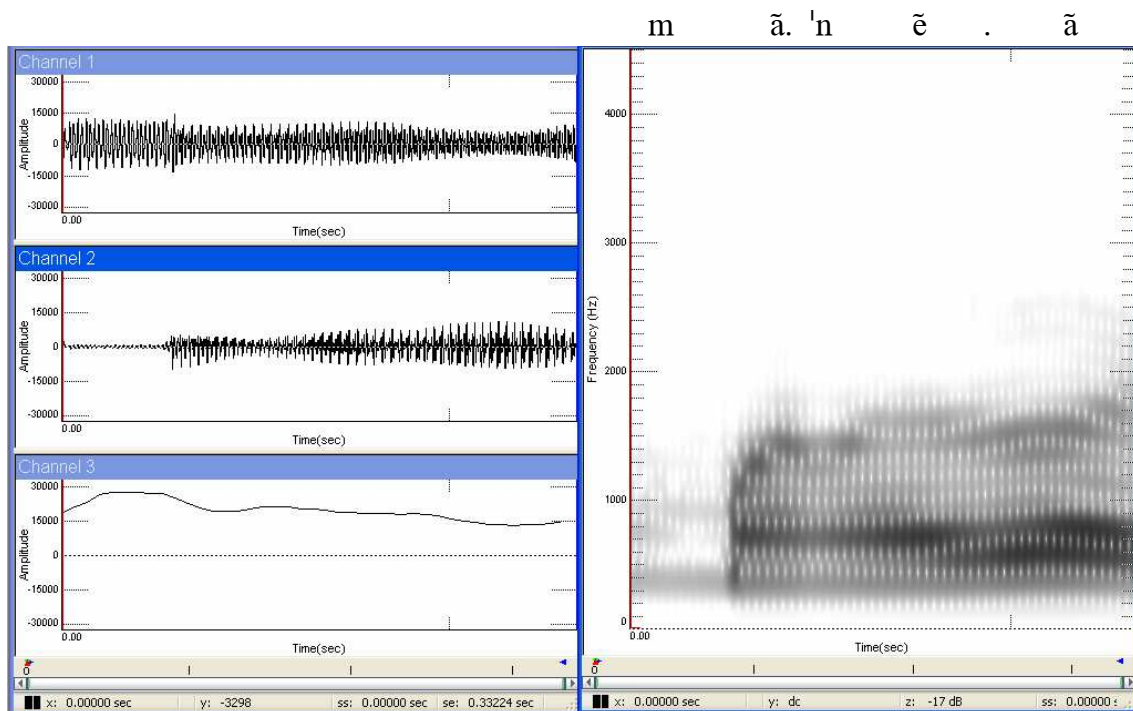 m ã. ˈn ẽ . ã
Channel 1
30000
15000
0
-15000
-30000
Amplitude
0.00
Time(sec)
Channel 2
30000
15000
0
-15000
-30000
Amplitude
0.00
Time(sec)
Channel 3
30000
15000
0
-15000
-30000
Amplitude
0.00
Time(sec)
0
x: 0.00000 sec y: -3298 ss: 0.00000 sec se: 0.33224 sec
4000
3000
2000
1000
0
Frequency (Hz)
0.00
Time(sec)
0
x: 0.00000 sec y: dc z: -17 dB ss: 0.00000